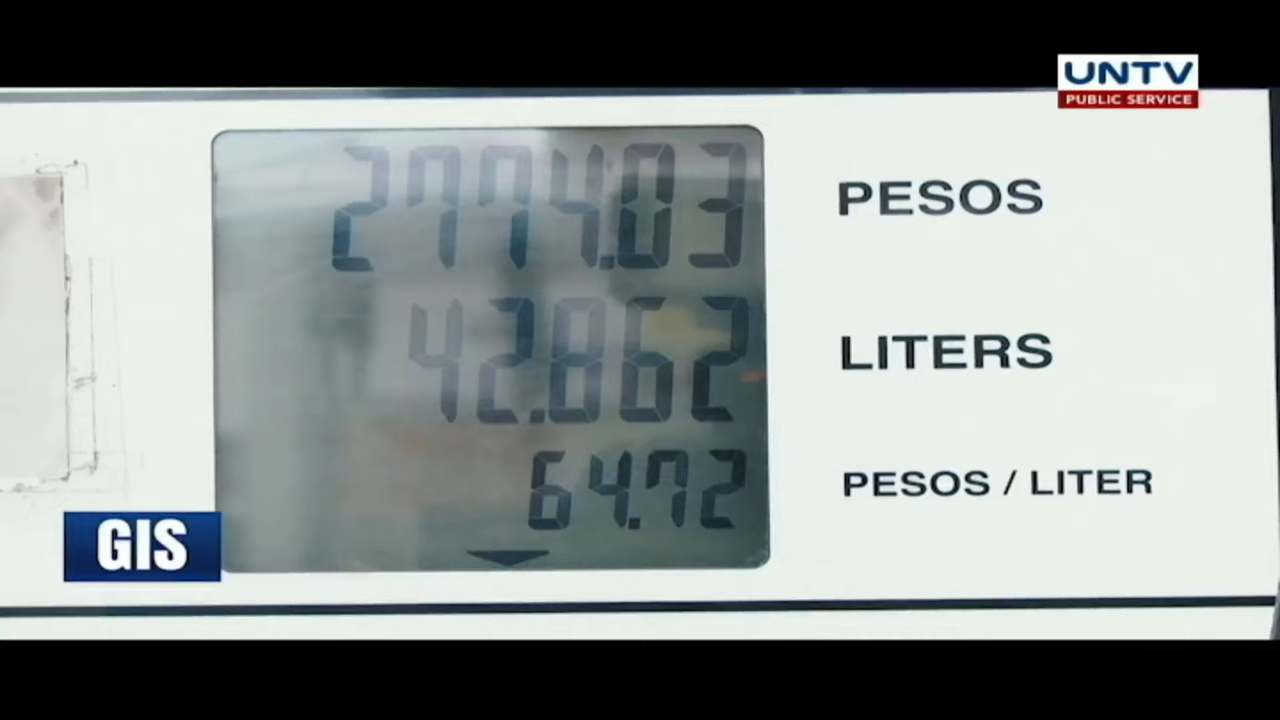 UNTV
PUBLIC SERVICE
2774.03 PESOS
42.862 LITERS
64.72 PESOS / LITER
GIS